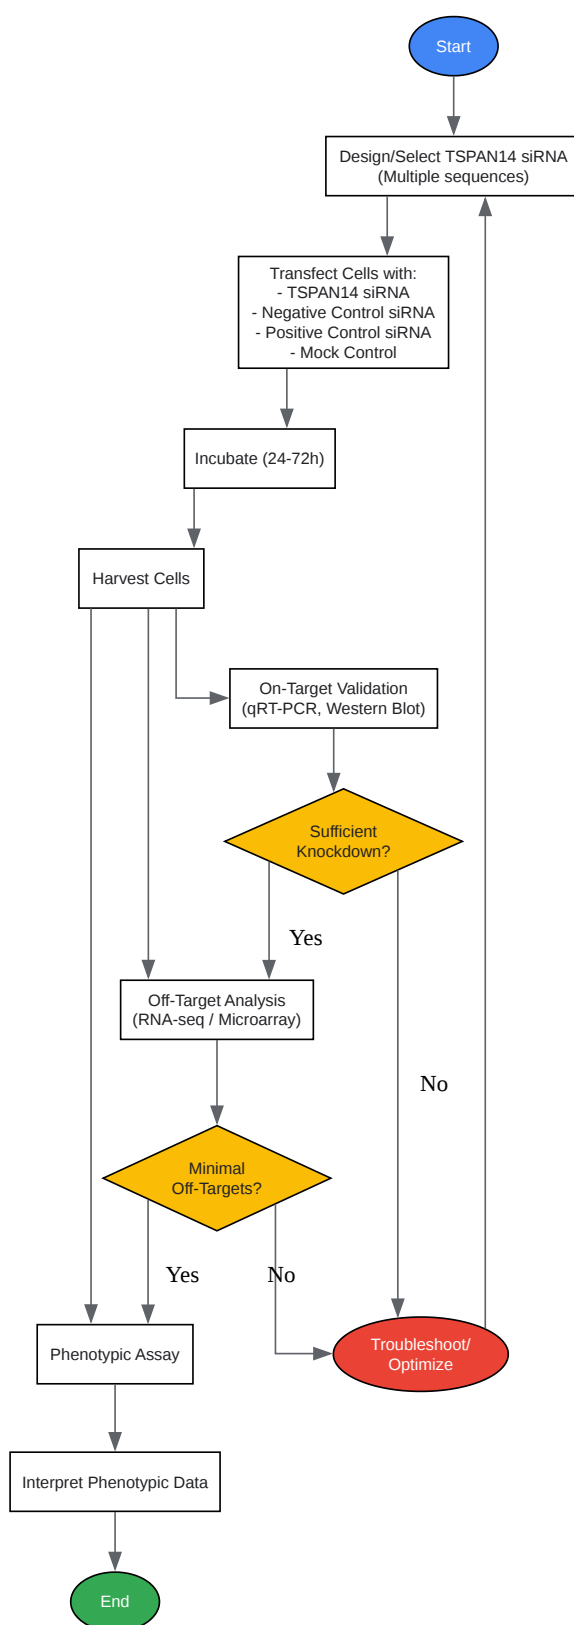 Start
Design/Select TSPAN14 siRNA
(Multiple sequences)
Transfect Cells with:
- TSPAN14 siRNA
- Negative Control siRNA
- Positive Control siRNA
- Mock Control
Incubate (24-72h)
Harvest Cells
On-Target Validation
(qRT-PCR, Western Blot)
Sufficient
Knockdown?
Yes
Off-Target Analysis
(RNA-seq / Microarray)
No
Minimal
Off-Targets?
Yes
No
Phenotypic Assay
Troubleshoot/
Optimize
Interpret Phenotypic Data
End